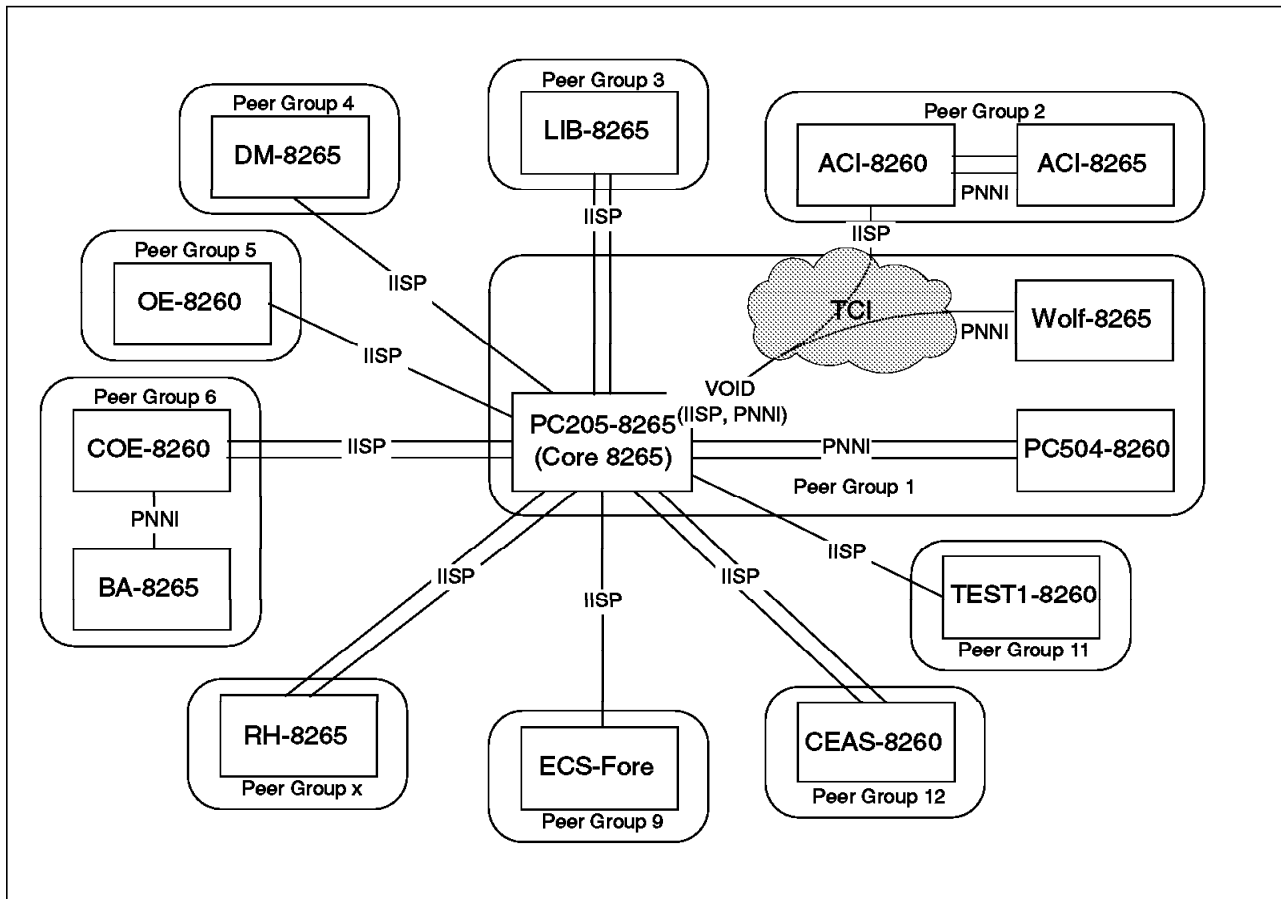 Peer Group 3
LIB-8265
Peer Group 4
DM-8265
Peer Group 2
ACI-8260
ACI-8265
PNNI
IISP
IISP
Peer Group 5
OE-8260
IISP
IISP
TCI
Wolf-8265
PNNI
VOID
(IISP, PNNI)
Peer Group 6
COE-8260
IISP
PC205-8265
(Core 8265)
PNNI
PC504-8260
Peer Group 1
PNNI
BA-8265
IISP
IISP
IISP
IISP
TEST1-8260
Peer Group 11
RH-8265
Peer Group x
ECS-Fore
Peer Group 9
CEAS-8260
Peer Group 12